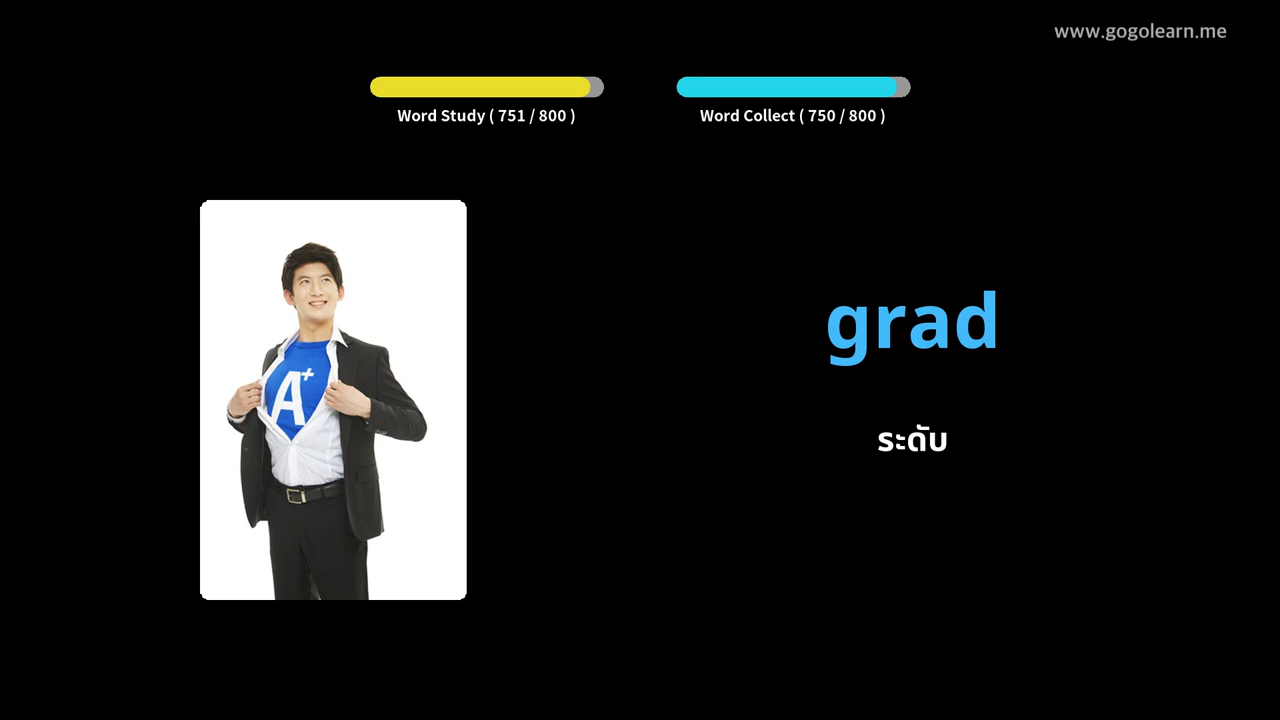 www.gogolearn.me
Word Study ( 751 / 800 )
Word Collect ( 750 / 800 )
A+
grad
ระดับ